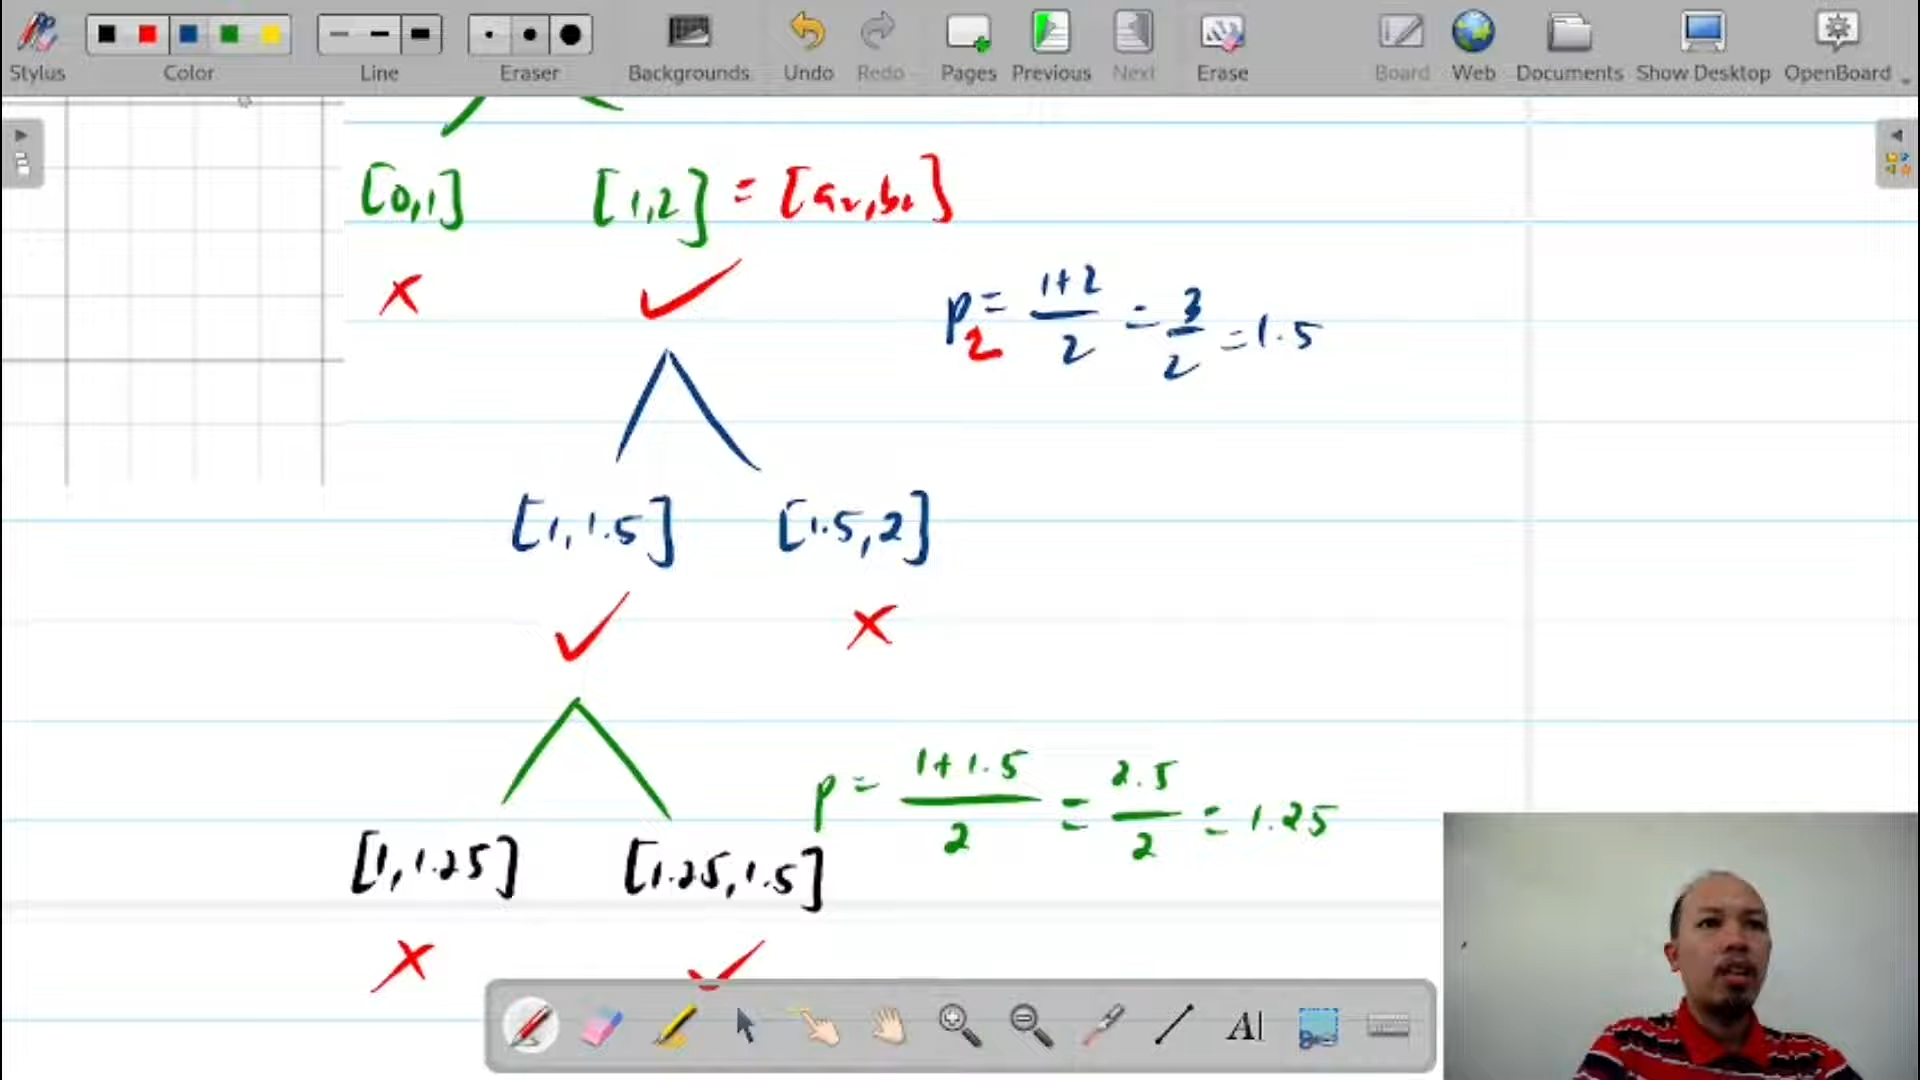 Stylus Color Line Eraser Backgrounds Undo Redo Pages Previous Next Erase Board Web Documents Show Desktop OpenBoard
[0,1] [1,2] = [a₂,b₂]
x ✓
p₂ = 1+2/2 = 3/2 = 1.5
[1,1.5] [1.5,2]
✓ x
p = 1+1.5/2 = 2.5/2 = 1.25
[1,1.25] [1.25,1.5]
x ✓
AI